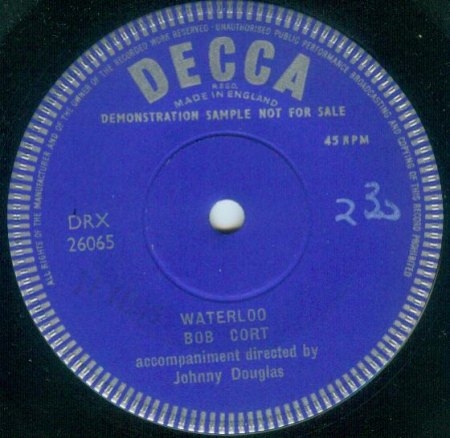 ALL RIGHTS OF THE MANUFACTURER AND OF THE OWNER OF THE RECORDED WORK RESERVED · UNAUTHORISED PUBLIC PERFORMANCE BROADCASTING AND COPYING OF THIS RECORD PROHIBITED
DECCA
REGD.
MADE IN ENGLAND
DEMONSTRATION SAMPLE NOT FOR SALE
45 RPM
DRX
26065
WATERLOO
BOB CORT
accompaniment directed by
Johnny Douglas